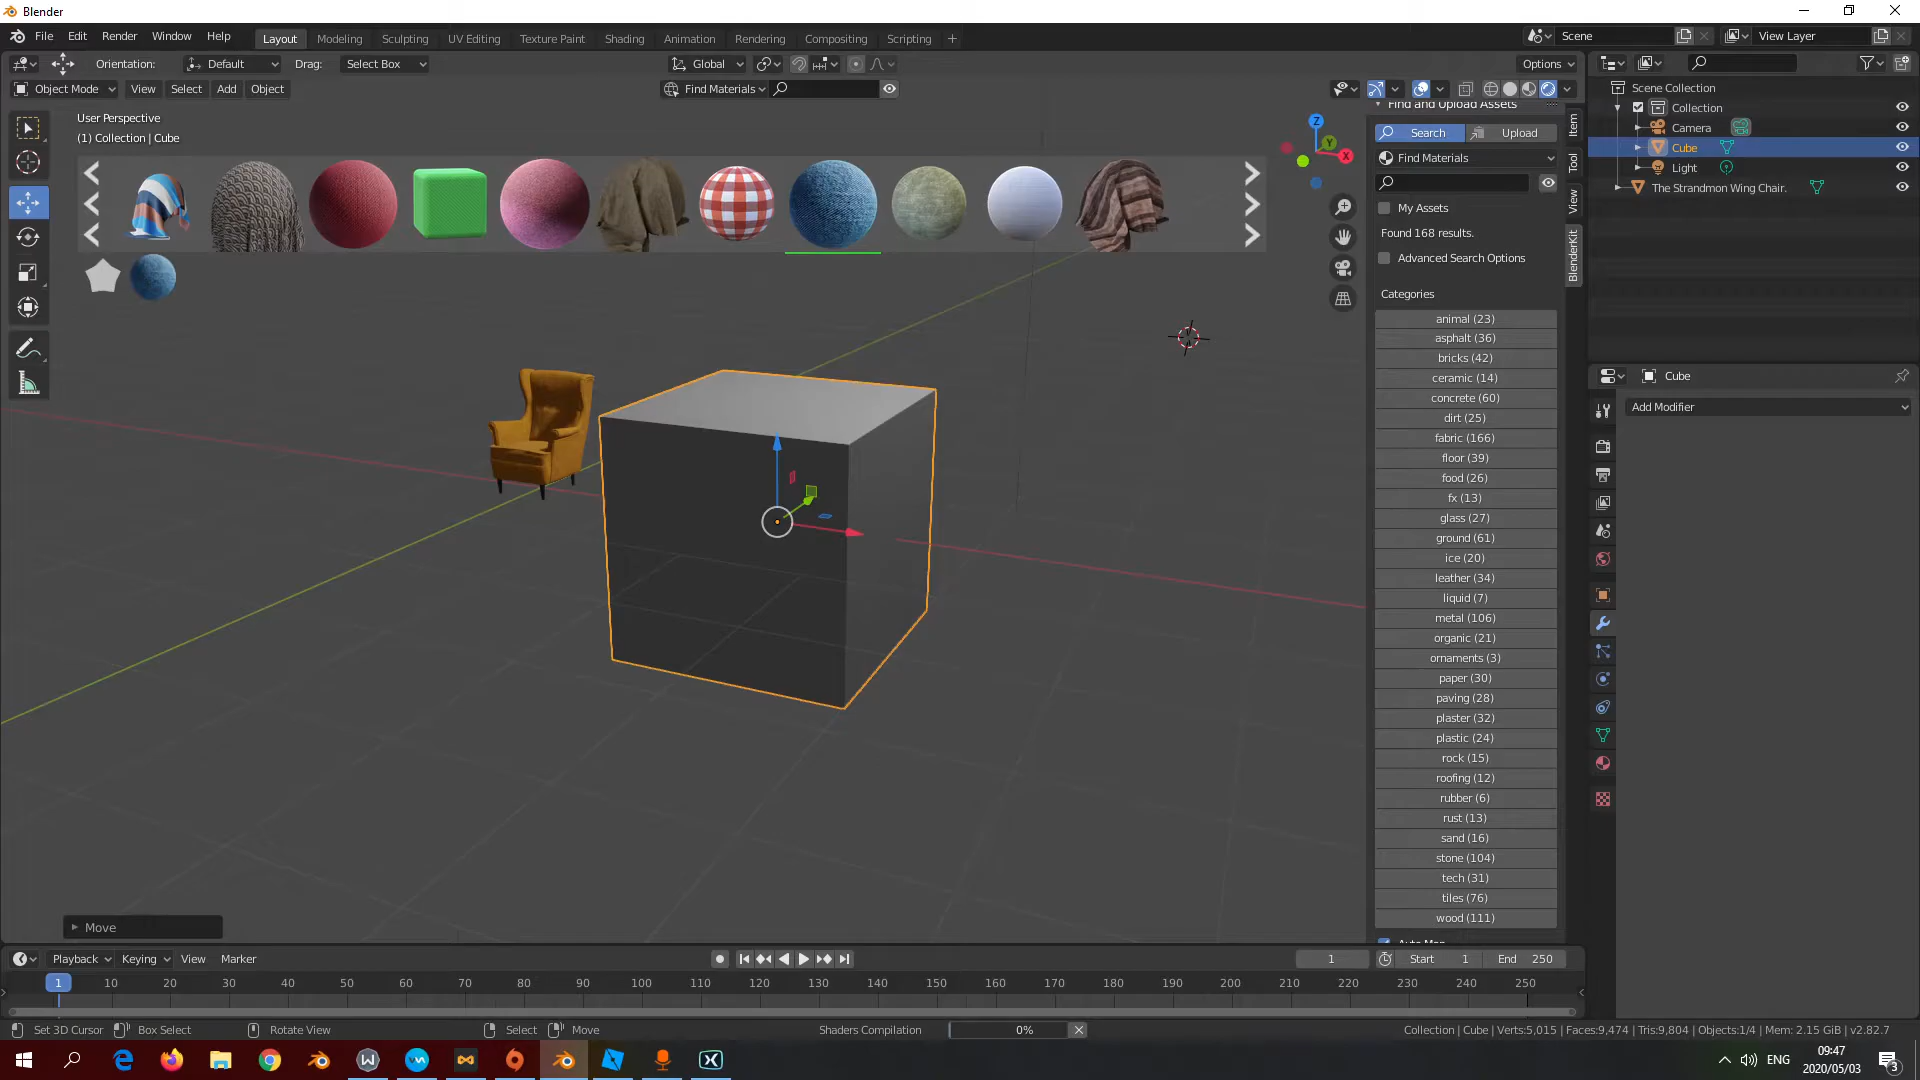 Blender
File Edit Render Window Help
Layout Modeling Sculpting UV Editing Texture Paint Shading Animation Rendering Compositing Scripting
Scene
View Layer
Orientation: Default Drag: Select Box
Global
Options
Object Mode View Select Add Object
Find Materials
User Perspective
(1) Collection | Cube
Find and Upload Assets
Search Upload
Find Materials
My Assets
Found 168 results.
Advanced Search Options
Categories
animal (23)
asphalt (36)
bricks (42)
ceramic (14)
concrete (60)
dirt (25)
fabric (166)
floor (39)
food (26)
fx (13)
glass (27)
ground (61)
ice (20)
leather (34)
liquid (7)
metal (106)
organic (21)
ornaments (3)
paper (30)
paving (28)
plaster (32)
plastic (24)
rock (15)
roofing (12)
rubber (6)
rust (13)
sand (16)
stone (104)
tech (31)
tiles (76)
wood (111)
Item
Tool
View
BlenderKit
Z
Y
X
Scene Collection
Collection
Camera
Cube
Light
The Strandmon Wing Chair.
Cube
Add Modifier
Move
Playback Keying View Marker
1 Start 1 End 250
1 10 20 30 40 50 60 70 80 90 100 110 120 130 140 150 160 170 180 190 200 210 220 230 240 250
Set 3D Cursor Box Select Rotate View Select Move
Shaders Compilation 0%
Collection | Cube | Verts:5,015 | Faces:9,474 | Tris:9,804 | Objects:1/4 | Mem: 2.15 GiB | v2.82.7
ENG
09:47
2020/05/03
3